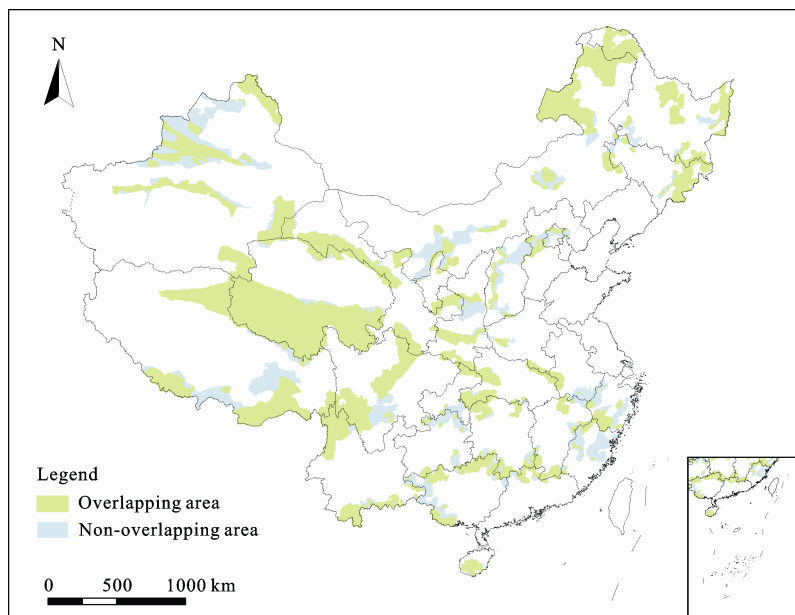 N
Legend
Overlapping area
Non-overlapping area
0 500 1000 km